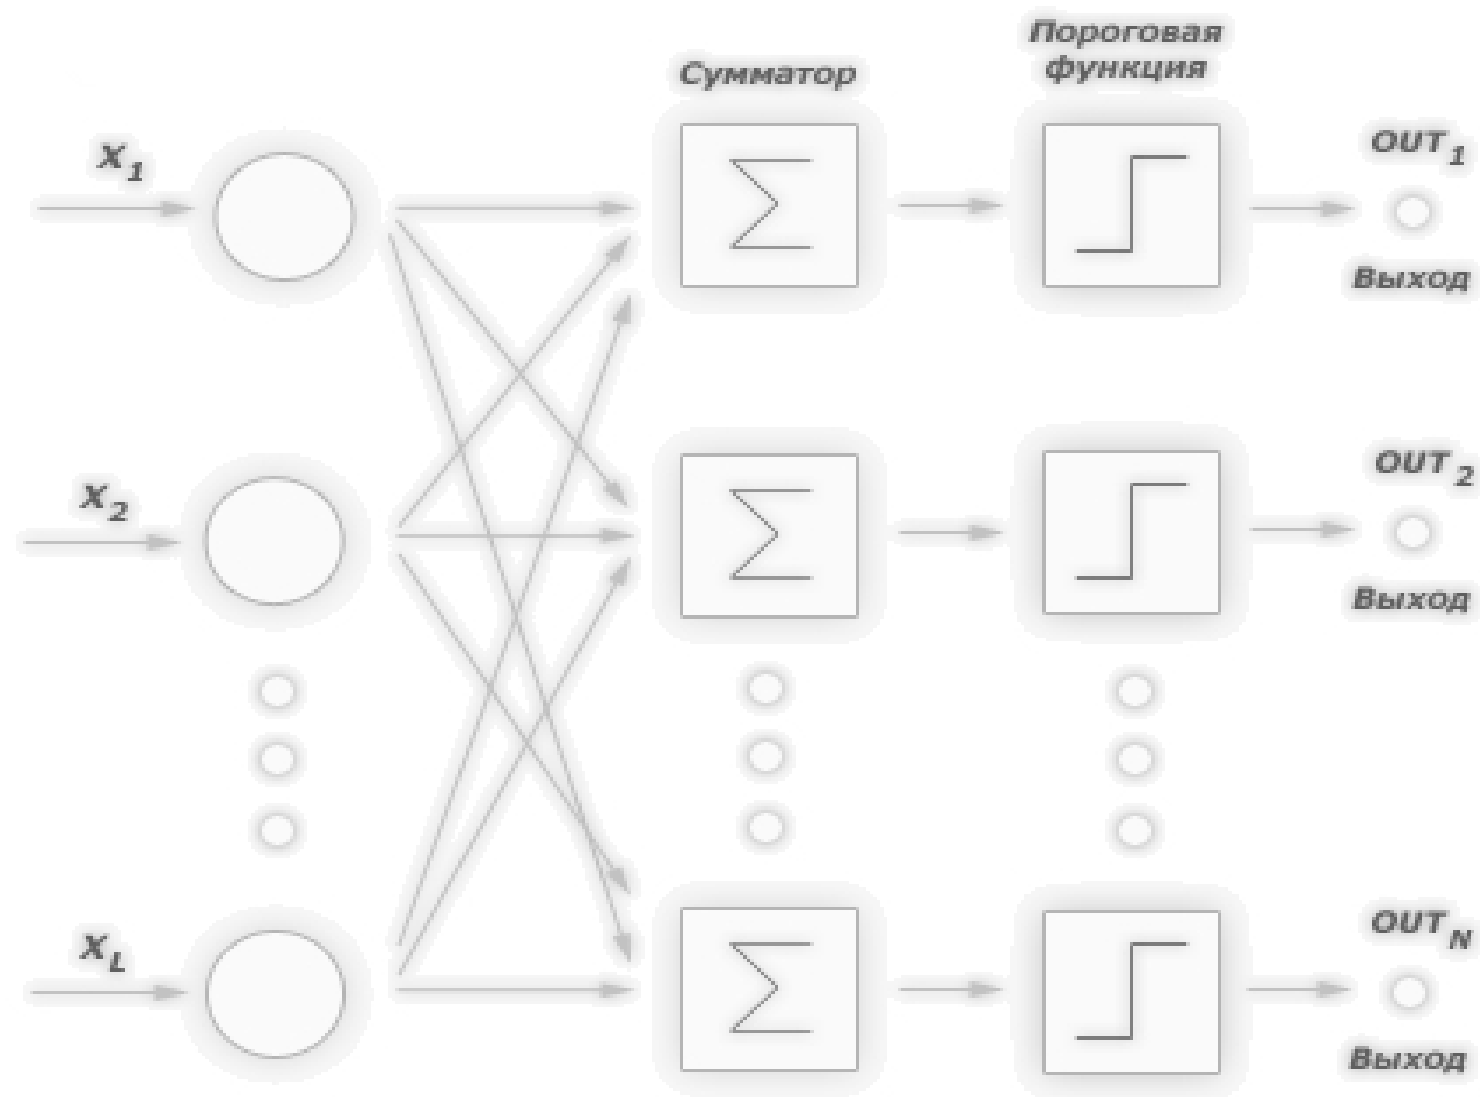 Пороговая
функция
Сумматор
X1
OUT1
Выход
X2
OUT2
Выход
XL
OUTN
Выход